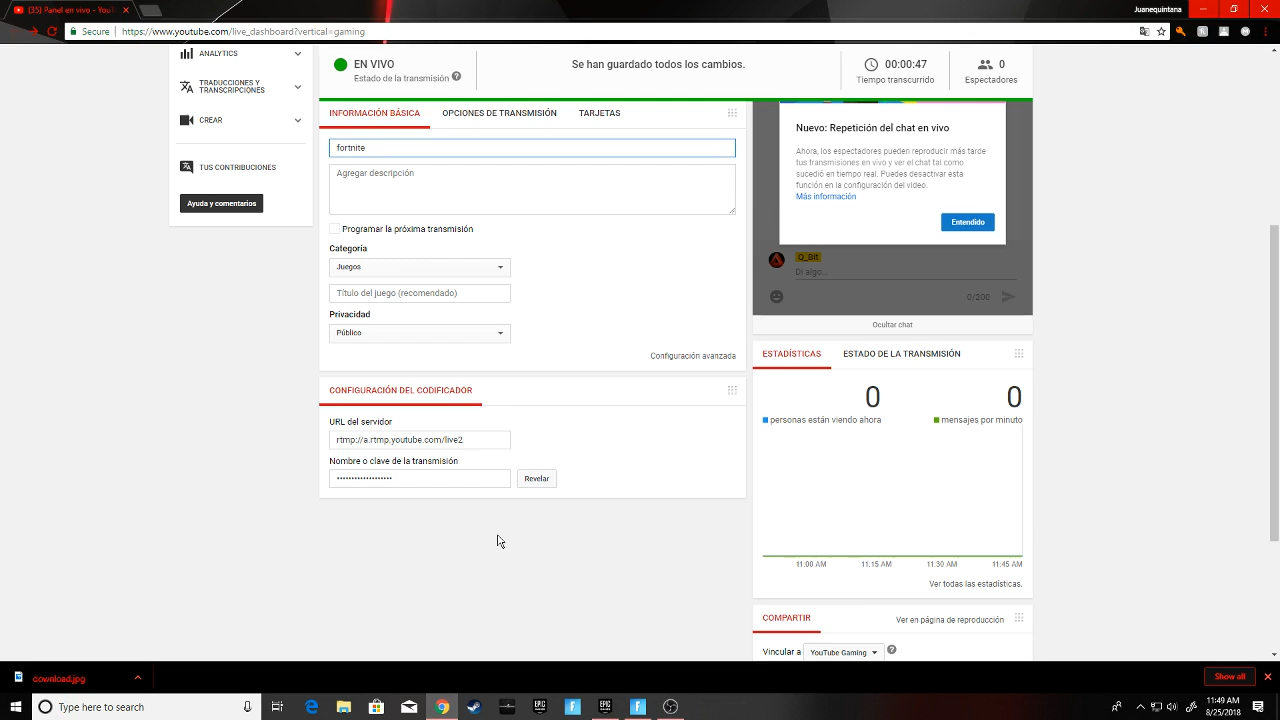 [35] Panel en vivo - YouT
Juanequintana
Secure
https://www.youtube.com/live_dashboard?vertical=gaming
ANALYTICS
TRADUCCIONES Y
TRANSCRIPCIONES
CREAR
TUS CONTRIBUCIONES
Ayuda y comentarios
EN VIVO
Estado de la transmisión
Se han guardado todos los cambios.
00:00:47
Tiempo transcurrido
0
Espectadores
INFORMACIÓN BÁSICA
OPCIONES DE TRANSMISIÓN
TARJETAS
fortnite
Agregar descripción
Programar la próxima transmisión
Categoría
Juegos
Título del juego (recomendado)
Privacidad
Público
Configuración avanzada
CONFIGURACIÓN DEL CODIFICADOR
URL del servidor
rtmp://a.rtmp.youtube.com/live2
Nombre o clave de la transmisión
••••••••••••••••••
Revelar
Nuevo: Repetición del chat en vivo
Ahora, los espectadores pueden reproducir más tarde
tus transmisiones en vivo y ver el chat tal como
sucedió en tiempo real. Puedes desactivar esta
función en la configuración del video.
Más información
Entendido
Q_Bit
Di algo...
0/200
Ocultar chat
ESTADÍSTICAS
ESTADO DE LA TRANSMISIÓN
0
personas están viendo ahora
0
mensajes por minuto
11:00 AM
11:15 AM
11:30 AM
11:45 AM
Ver todas las estadísticas.
COMPARTIR
Ver en página de reproducción
Vincular a
YouTube Gaming
download.jpg
Show all
Type here to search
EPIC GAMES
EPIC GAMES
11:49 AM
8/25/2018